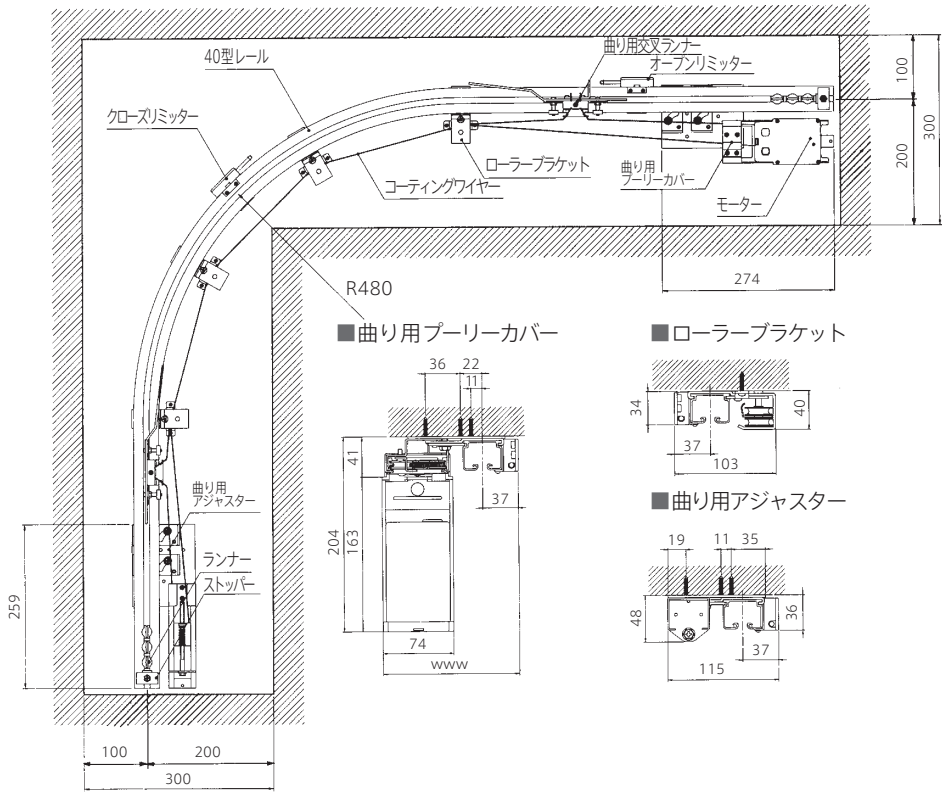 曲り用交叉ランナー
オープンリミッター
40型レール
クローズリミッター
ローラーブラケット
コーティングワイヤー
曲り用
プーリーカバー
モーター
100
200
300
274
R480
■曲り用プーリーカバー
36
22
11
41
204
163
37
74
www
■ローラーブラケット
34
40
37
103
■曲り用アジャスター
19
11
35
48
36
37
115
曲り用
アジャスター
ランナー
ストッパー
259
100
200
300